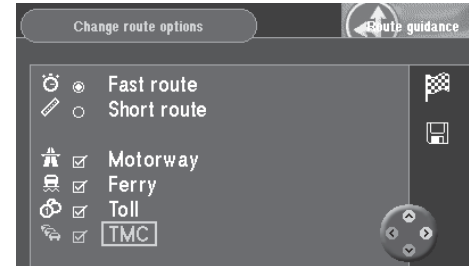 Change route options
Route guidance
Fast route
Short route
Motorway
Ferry
Toll
TMC